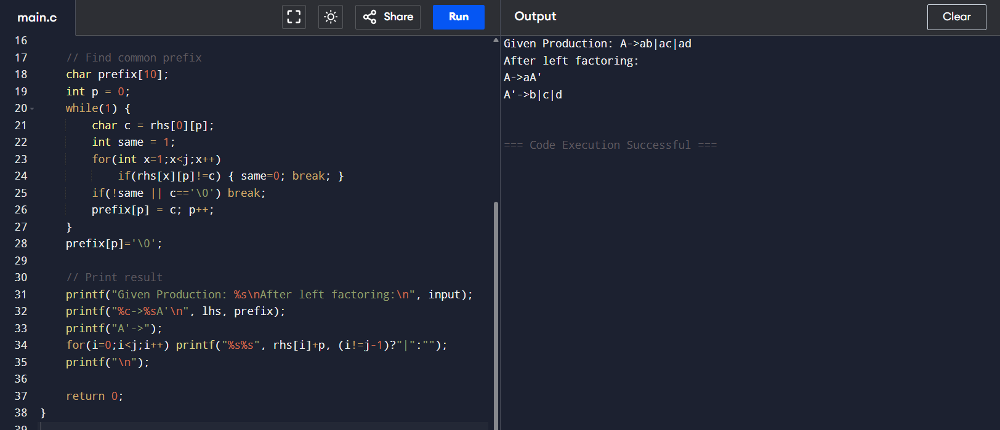 main.c
Share
Run
Output
Clear
16
17 // Find common prefix
18 char prefix[10];
19 int p = 0;
20 while(1) {
21 char c = rhs[0][p];
22 int same = 1;
23 for(int x=1;x<j;x++)
24 if(rhs[x][p]!=c) { same=0; break; }
25 if(!same || c=='\0') break;
26 prefix[p] = c; p++;
27 }
28 prefix[p]='\0';
29
30 // Print result
31 printf("Given Production: %s\nAfter left factoring:\n", input);
32 printf("%c->%sA'\n", lhs, prefix);
33 printf("A'->");
34 for(i=0;i<j;i++) printf("%s%s", rhs[i]+p, (i!=j-1)?"|":"");
35 printf("\n");
36
37 return 0;
38 }
39
Given Production: A->ab|ac|ad
After left factoring:
A->aA'
A'->b|c|d
=== Code Execution Successful ===